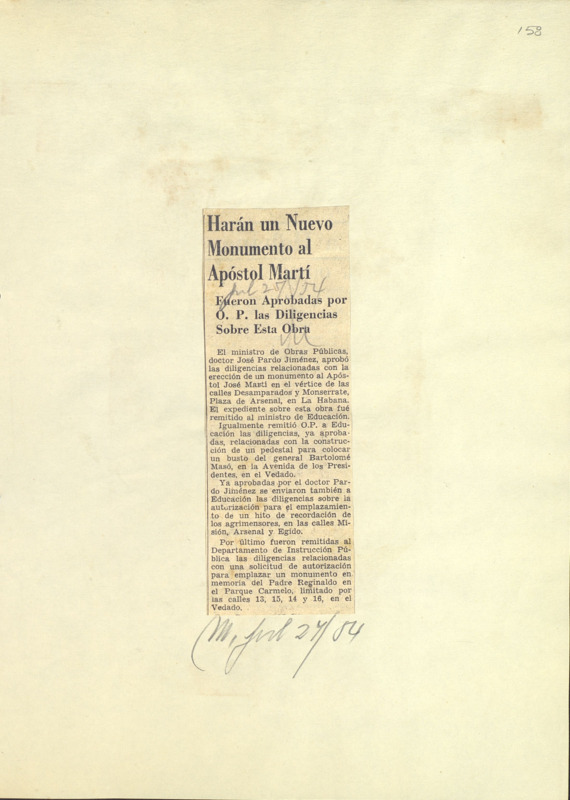 158
Harán un Nuevo
Monumento al
Apóstol Martí
Fueron Aprobadas por
O. P. las Diligencias
Sobre Esta Obra
El ministro de Obras Públicas,
doctor José Pardo Jiménez, aprobó
las diligencias relacionadas con la
erección de un monumento al Após-
tol José Martí en el vértice de las
calles Desamparados y Monserrate,
Plaza de Arsenal, en La Habana.
El expediente sobre esta obra fué
remitido al ministro de Educación.
Igualmente remitió O.P. a Edu-
cación las diligencias, ya aproba-
das, relacionadas con la construc-
ción de un pedestal para colocar
un busto del general Bartolomé
Masó, en la Avenida de los Presi-
dentes, en el Vedado.
Ya aprobadas por el doctor Par-
do Jiménez se enviaron también a
Educación las diligencias sobre la
autorización para el emplazamien-
to de un hito de recordación de
los agrimensores, en las calles Mi-
sión, Arsenal y Egido.
Por último fueron remitidas al
Departamento de Instrucción Pú-
blica las diligencias relacionadas
con una solicitud de autorización
para emplazar un monumento en
memoria del Padre Reginaldo en
el Parque Carmelo, limitado por
las calles 13, 15, 14 y 16, en el
Vedado.
M, jul 27/54